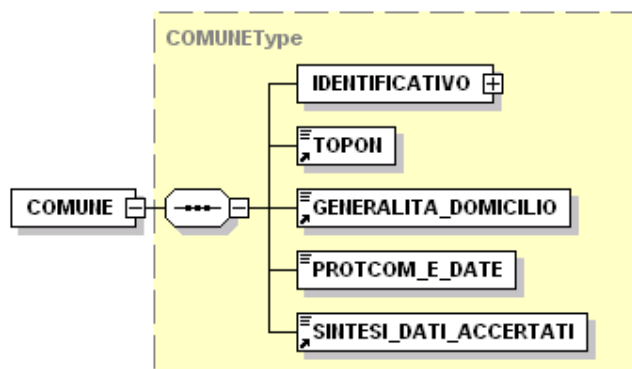 COMUNEType
IDENTIFICATIVO
TOPON
COMUNE
GENERALITA_DOMICILIO
PROTCOM_E_DATE
SINTESI_DATI_ACCERTATI